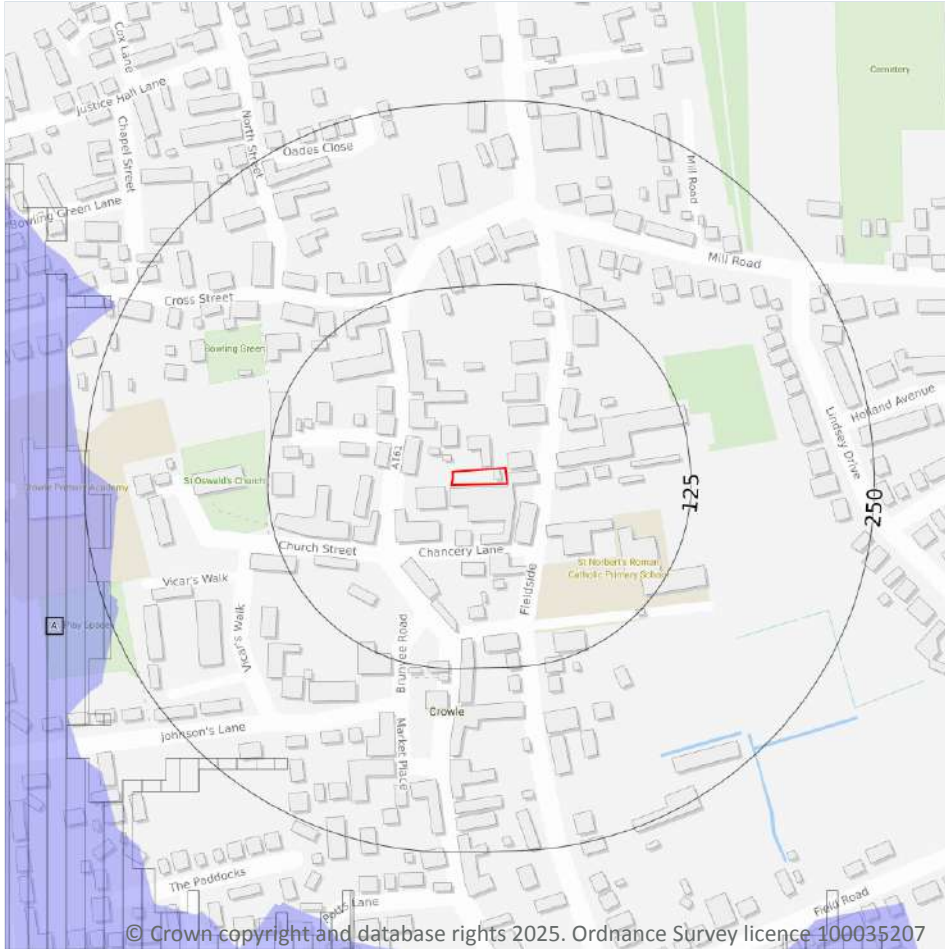 Cox Lane
Justice Hall Lane
Chapel Street
North Street
Oades Close
Cemetery
Mill Road
Bowling Green Lane
Mill Road
Cross Street
Bowling Green
Holland Avenue
Lindsey Drive
A161
Crowle Primary Academy
St Oswald's Church
125
250
Church Street
Chancery Lane
St Norbert's Roman
Catholic Primary School
Vicar's Walk
Fieldside
A
Play Space
Vicar's Walk
Brunyee Road
Crowle
Johnson's Lane
Market Place
The Paddocks
Potts Lane
Field Road
© Crown copyright and database rights 2025. Ordnance Survey licence 100035207